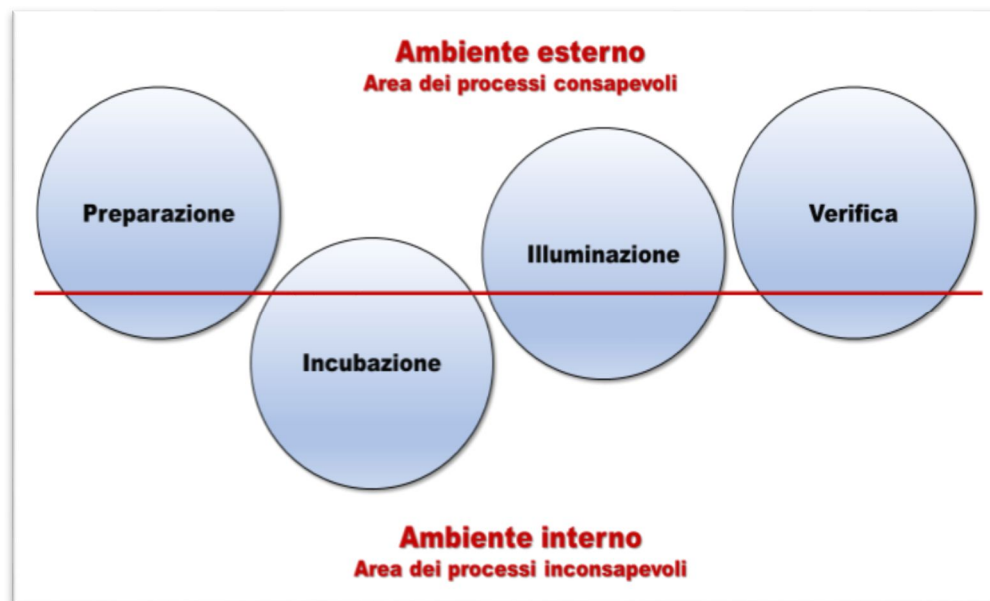 Ambiente esterno
Area dei processi consapevoli
Preparazione
Incubazione
Illuminazione
Verifica
Ambiente interno
Area dei processi inconsapevoli